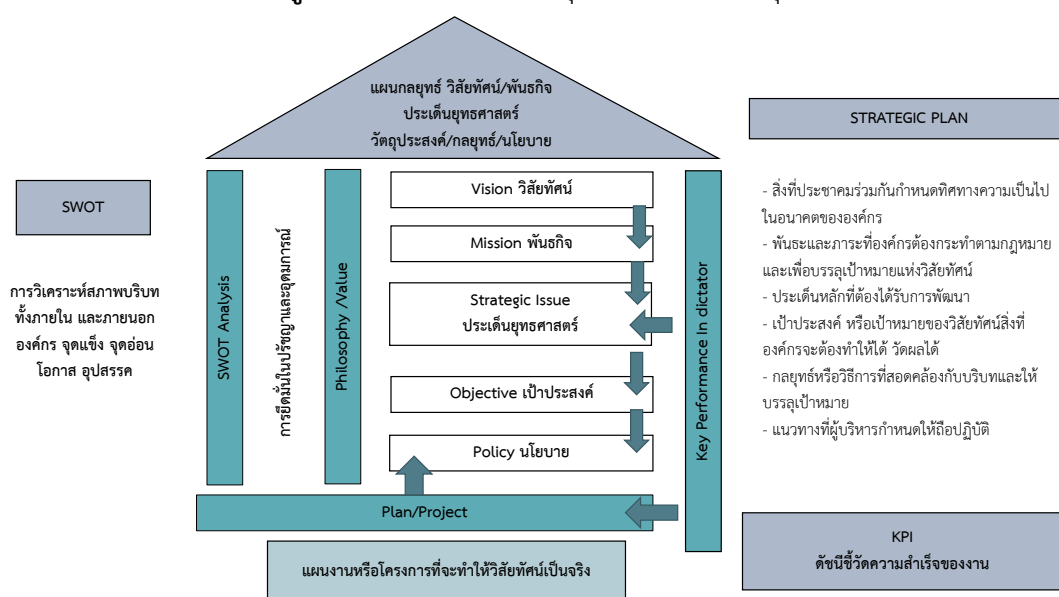 แผนกลยุทธ์ วิสัยทัศน์/พันธกิจ
ประเด็นยุทธศาสตร์
วัตถุประสงค์/กลยุทธ์/นโยบาย
SWOT
การวิเคราะห์สภาพบริบท
ทั้งภายใน และภายนอก
องค์กร จุดแข็ง จุดอ่อน
โอกาส อุปสรรค
SWOT Analysis
การยึดมั่นในปรัชญาและอุดมการณ์
Philosophy /Value
Vision วิสัยทัศน์
Mission พันธกิจ
Strategic Issue
ประเด็นยุทธศาสตร์
Objective เป้าประสงค์
Policy นโยบาย
Key Performance In dictator
Plan/Project
แผนงานหรือโครงการที่จะทำให้วิสัยทัศน์เป็นจริง
STRATEGIC PLAN
- สิ่งที่ประชาคมร่วมกันกำหนดทิศทางความเป็นไป
ในอนาคตขององค์กร
- พันธะและภาระที่องค์กรต้องกระทำตามกฎหมาย
และเพื่อบรรลุเป้าหมายแห่งวิสัยทัศน์
- ประเด็นหลักที่ต้องได้รับการพัฒนา
- เป้าประสงค์ หรือเป้าหมายของวิสัยทัศน์สิ่งที่
องค์กรจะต้องทำให้ได้ วัดผลได้
- กลยุทธ์หรือวิธีการที่สอดคล้องกับบริบทและให้
บรรลุเป้าหมาย
- แนวทางที่ผู้บริหารกำหนดให้ถือปฏิบัติ
KPI
ดัชนีชี้วัดความสำเร็จของงาน